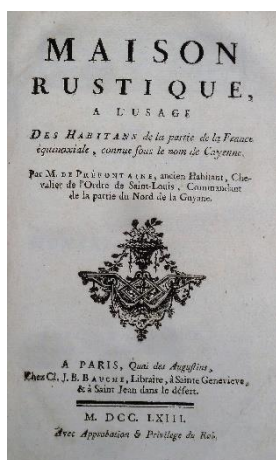 MAISON
RUSTIQUE,
A L'USAGE
DES HABITANS de la partie de la France
équinoxiale, connue sous le nom de Cayenne.
Par M. DE PRÉFONTAINE, ancien Habitant, Che-
valier de l'Ordre de Saint-Louis, Commandant
de la partie du Nord de la Guyane.
A PARIS, Quai des Augustins,
Chez Cl. J. B. BAUCHE, Libraire, à Sainte Genevieve,
& à Saint Jean dans le désert.
M. DCC. LXIII.
Avec Approbation & Privilége du Roi.